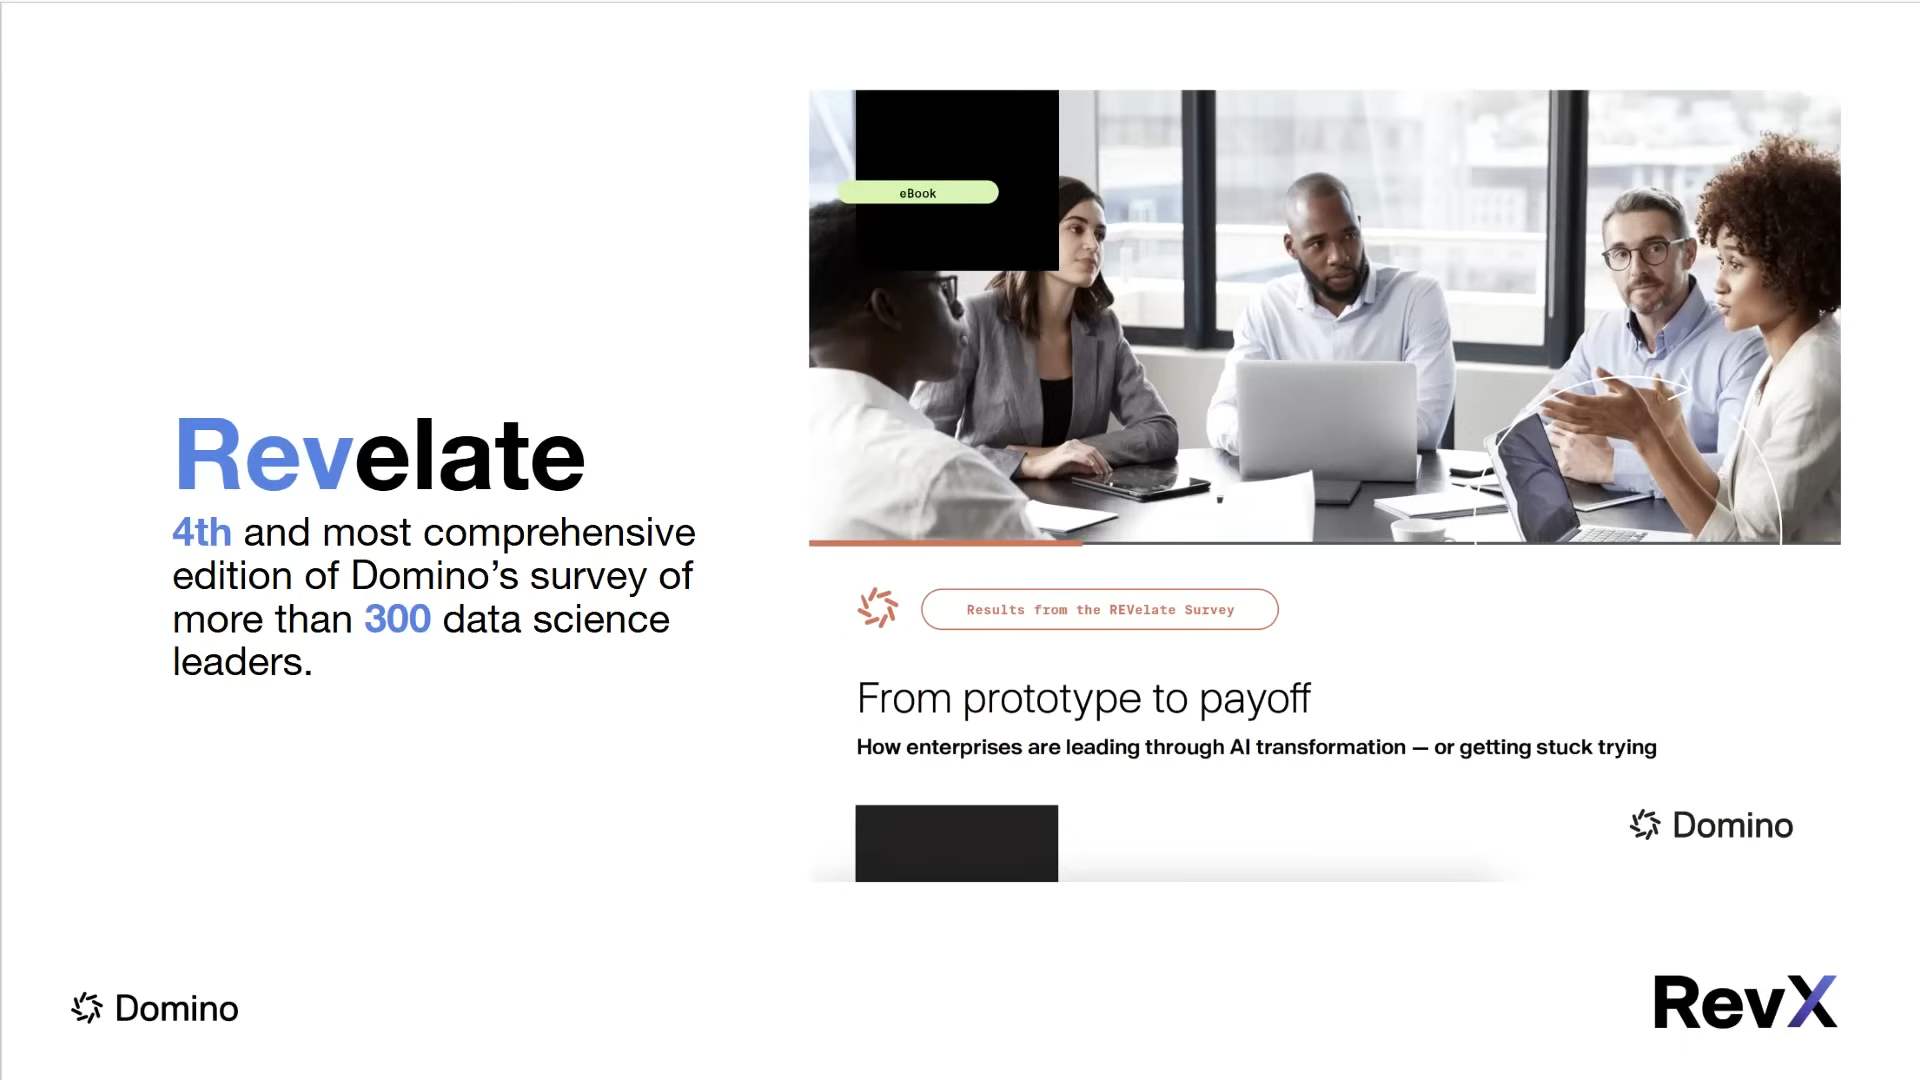 Revelate
4th and most comprehensive
edition of Domino’s survey of
more than 300 data science
leaders.
eBook
Results from the REVelate Survey
From prototype to payoff
How enterprises are leading through AI transformation — or getting stuck trying
Domino
Domino
RevX